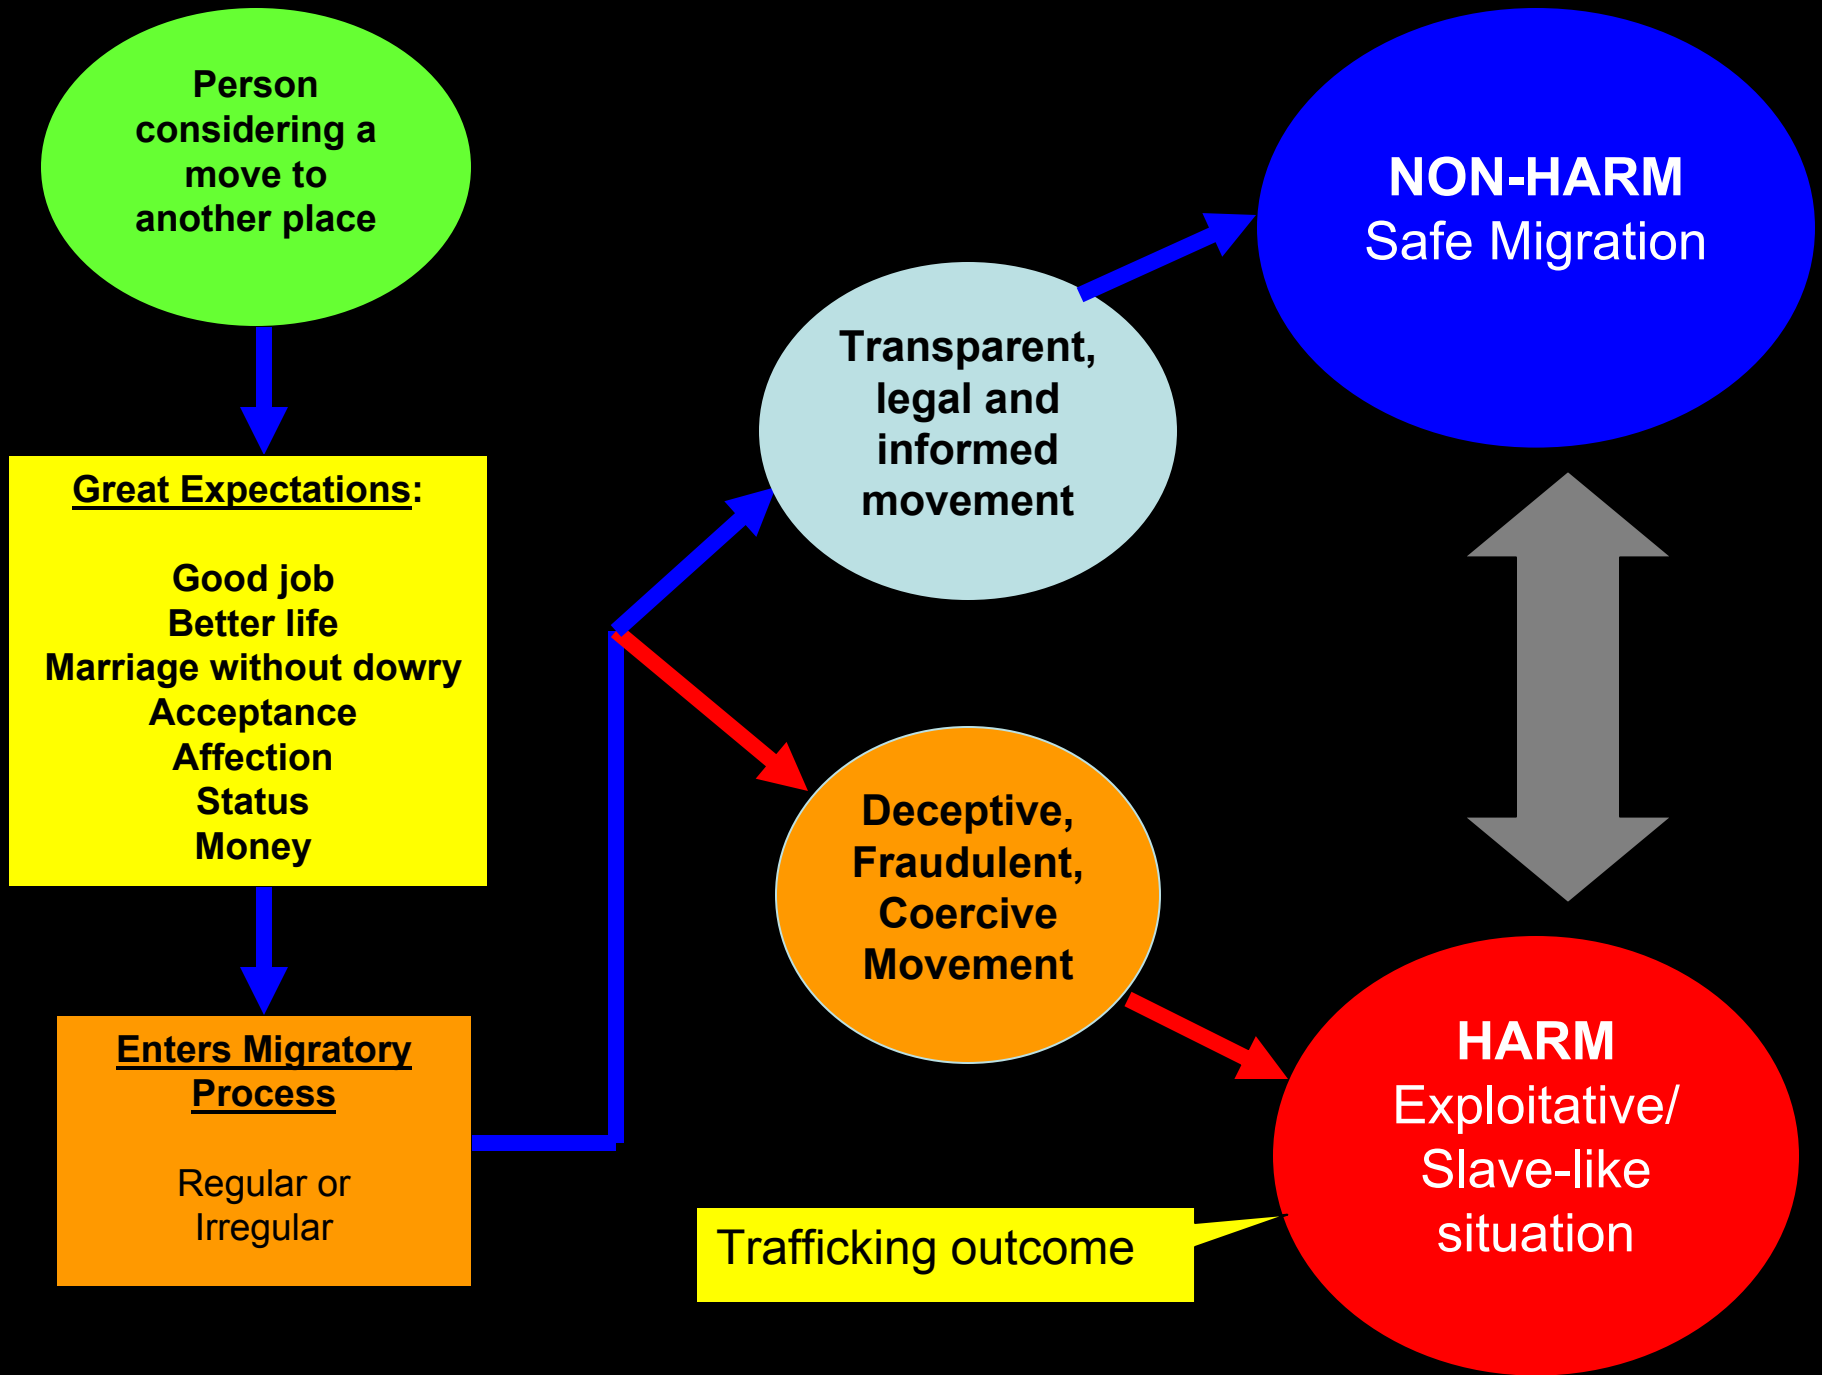 Person
considering a
move to
another place
Great Expectations:
Good job
Better life
Marriage without dowry
Acceptance
Affection
Status
Money
Enters Migratory
Process
Regular or
Irregular
Transparent,
legal and
informed
movement
Deceptive,
Fraudulent,
Coercive
Movement
NON-HARM
Safe Migration
HARM
Exploitative/
Slave-like
situation
Trafficking outcome